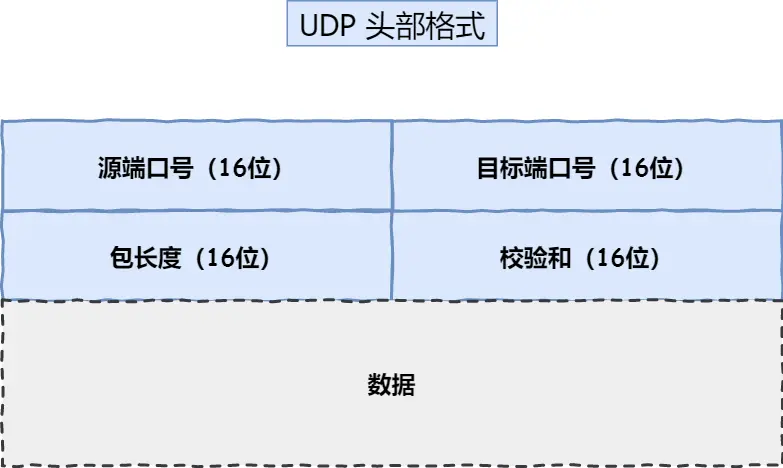 UDP 头部格式
源端口号（16位）
目标端口号（16位）
包长度（16位）
校验和（16位）
数据